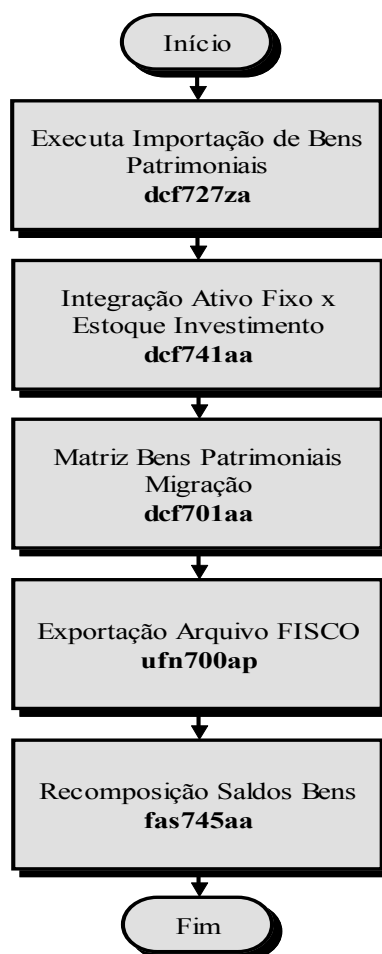 Início
Executa Importação de Bens
Patrimoniais
dcf727za
Integração Ativo Fixo x
Estoque Investimento
dcf741aa
Matriz Bens Patrimoniais
Migração
dcf701aa
Exportação Arquivo FISCO
ufn700ap
Recomposição Saldos Bens
fas745aa
Fim